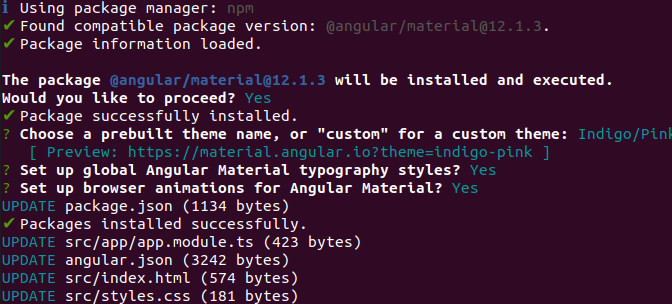 ℹ Using package manager: npm
✔ Found compatible package version: @angular/material@12.1.3.
✔ Package information loaded.
The package @angular/material@12.1.3 will be installed and executed.
Would you like to proceed? Yes
✔ Package successfully installed.
? Choose a prebuilt theme name, or "custom" for a custom theme: Indigo/Pink
[ Preview: https://material.angular.io?theme=indigo-pink ]
? Set up global Angular Material typography styles? Yes
? Set up browser animations for Angular Material? Yes
UPDATE package.json (1134 bytes)
✔ Packages installed successfully.
UPDATE src/app/app.module.ts (423 bytes)
UPDATE angular.json (3242 bytes)
UPDATE src/index.html (574 bytes)
UPDATE src/styles.css (181 bytes)